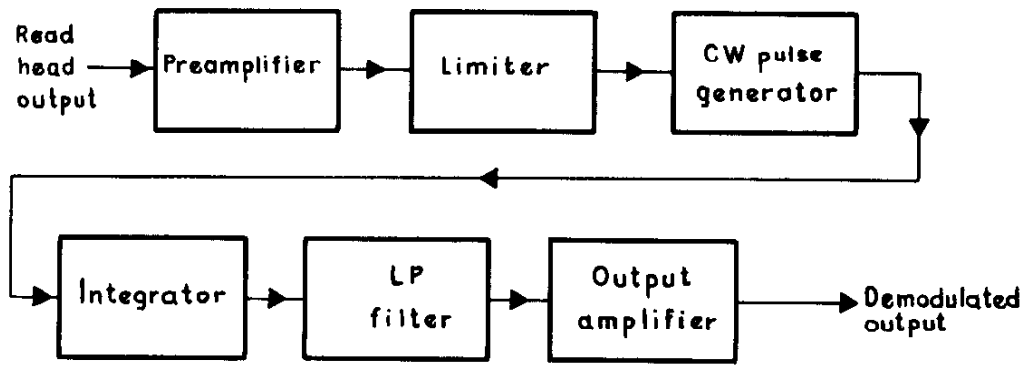 Read
head
output
Preamplifier
Limiter
CW pulse
generator
Integrator
LP
filter
Output
amplifier
Demodulated
output